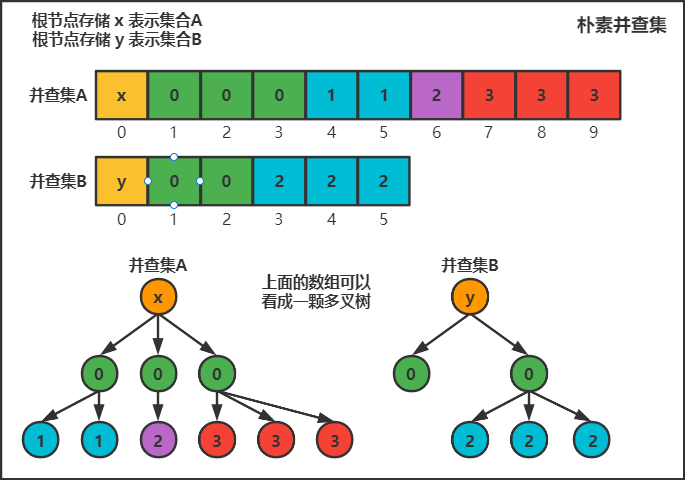 根节点存储 x 表示集合A
根节点存储 y 表示集合B
朴素并查集
并查集A x 0 0 0 1 1 2 3 3 3
0 1 2 3 4 5 6 7 8 9
并查集B y 0 0 2 2 2
0 1 2 3 4 5
并查集A
并查集B
上面的数组可以
看成一颗多叉树
x
y
0 0 0
0 0
1 1 2 3 3 3
2 2 2